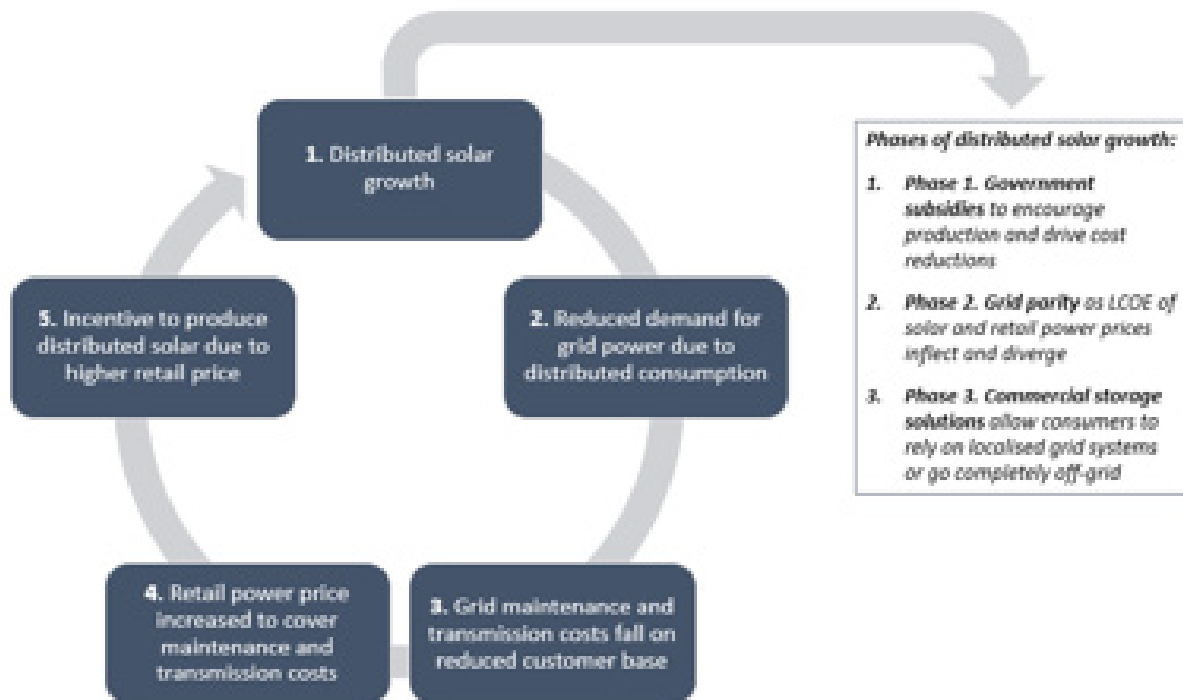 1. Distributed solar
growth
2. Reduced demand for
grid power due to
distributed consumption
3. Grid maintenance and
transmission costs fall on
reduced customer base
4. Retail power price
increased to cover
maintenance and
transmission costs
5. Incentive to produce
distributed solar due to
higher retail price
Phases of distributed solar growth:
1. Phase 1. Government
subsidies to encourage
production and drive cost
reductions
2. Phase 2. Grid parity as LCOE of
solar and retail power prices
inflect and diverge
3. Phase 3. Commercial storage
solutions allow consumers to
rely on localised grid systems
or go completely off-grid